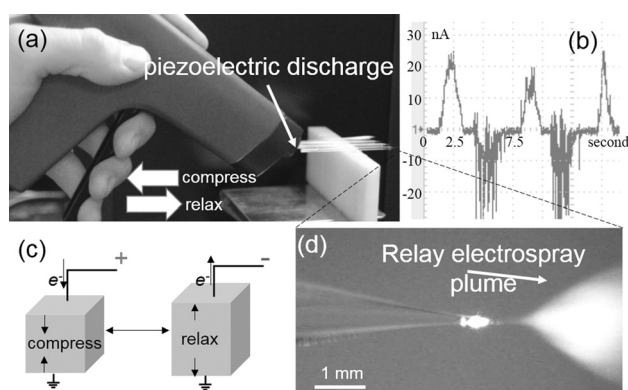 (a)
piezoelectric discharge
compress
relax
(b)
30
nA
20
10
1
0 2.5 7.5 second
-10
-20
(c)
+
e-
compress
−
e-
relax
(d)
Relay electrospray
plume
1 mm